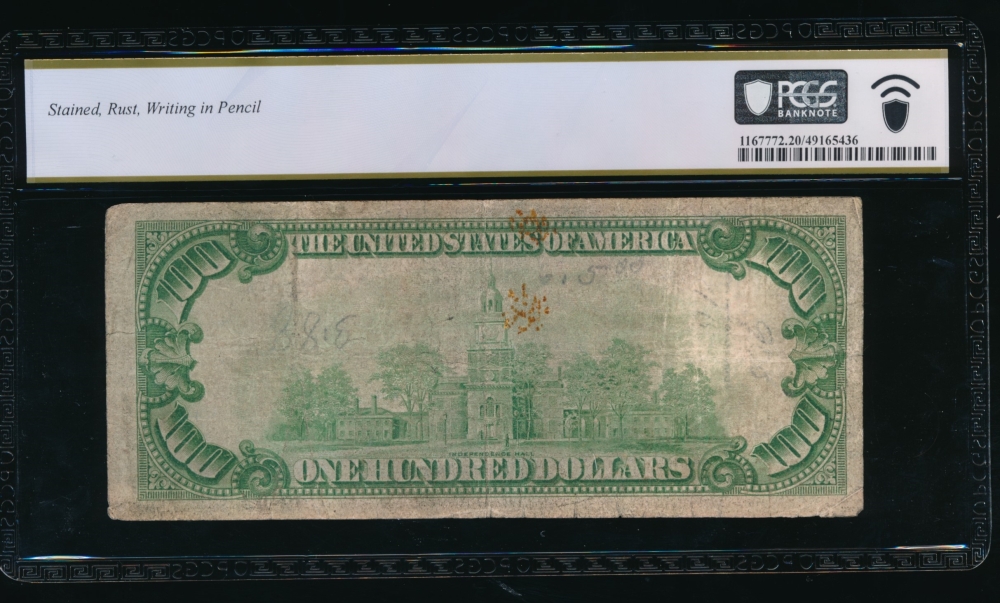 Stained, Rust, Writing in Pencil
PCGS
BANKNOTE
1167772.20/49165436
THE UNITED STATES OF AMERICA
100
100
INDEPENDENCE HALL
100
100
ONE HUNDRED DOLLARS